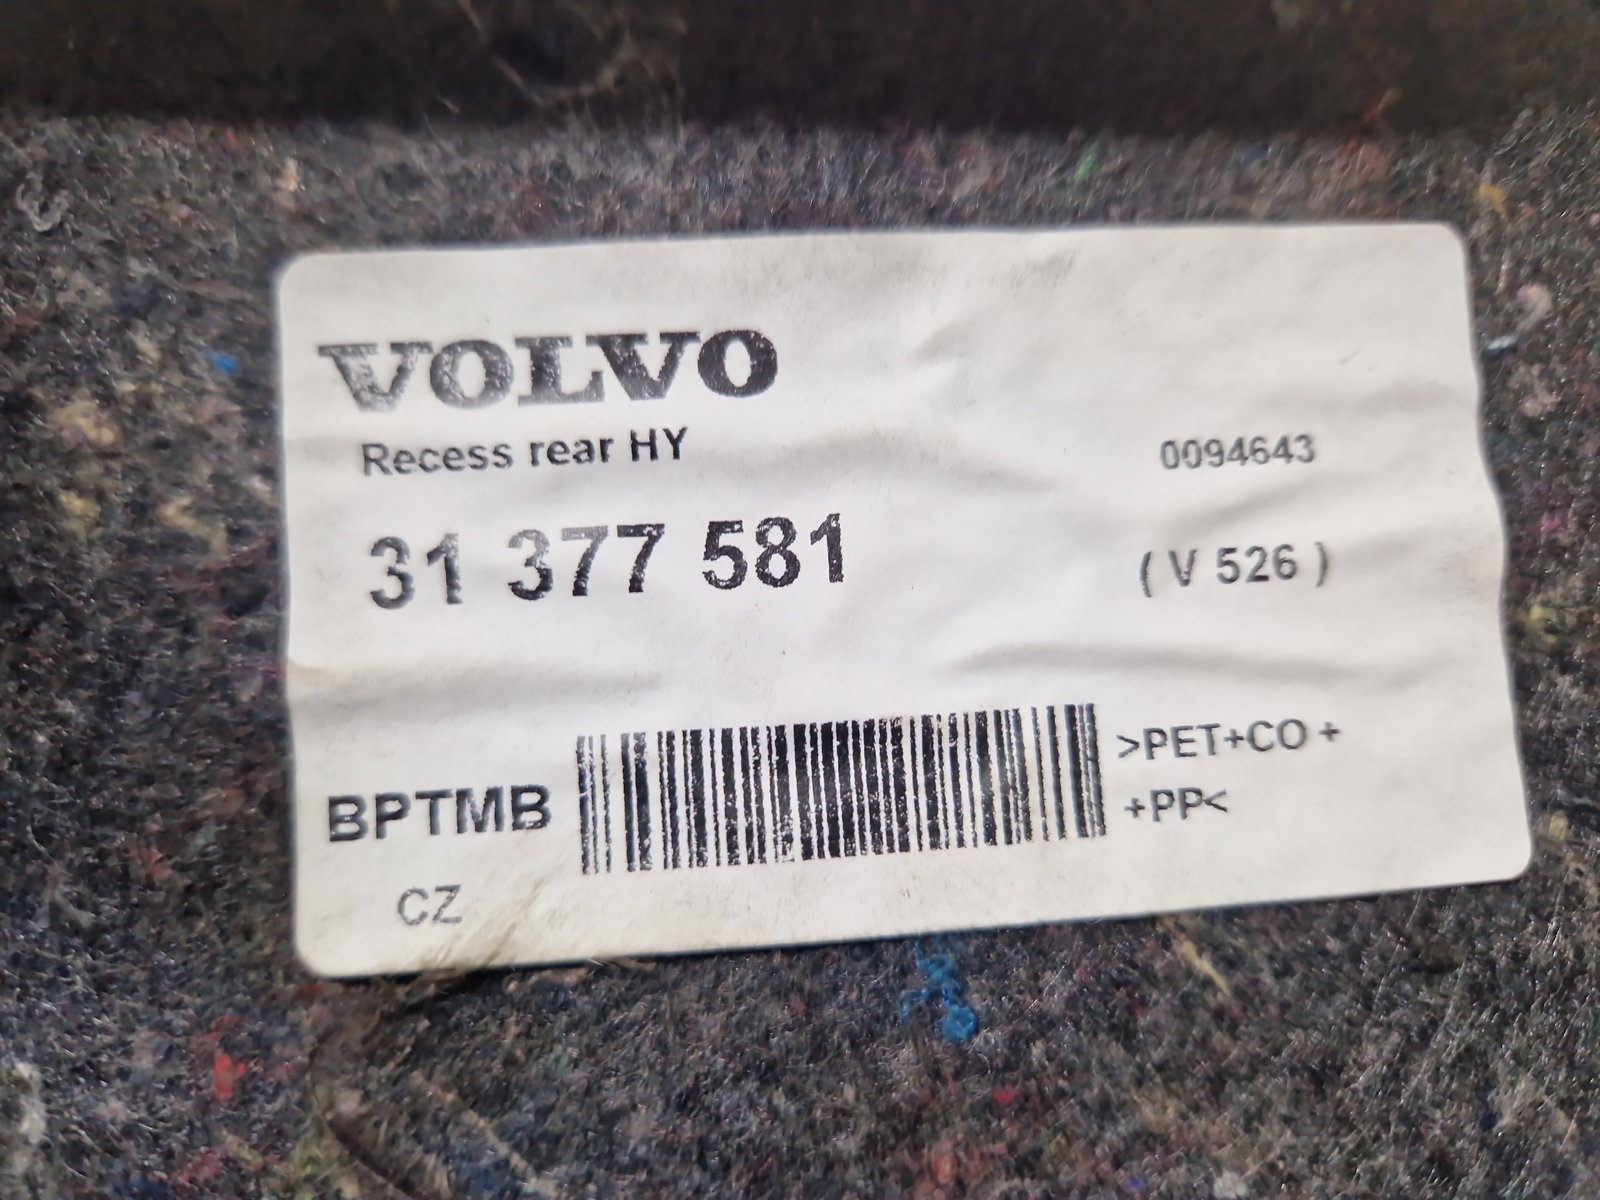 VOLVO
Recess rear HY
0094643
31 377 581
( V 526 )
>PET+CO +
BPTMB
+PP<
CZ